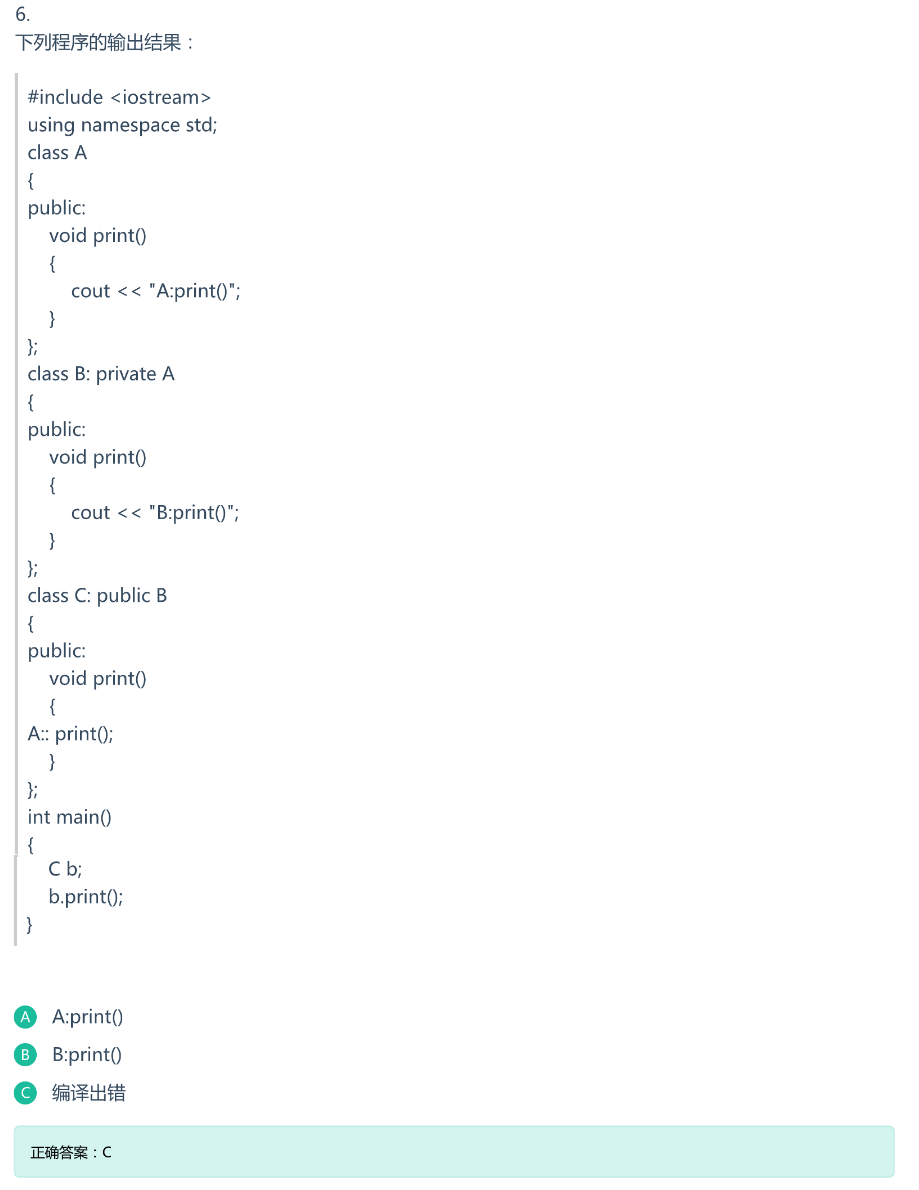 6.
下列程序的输出结果：
#include <iostream>
using namespace std;
class A
{
public:
void print()
{
cout << "A:print()";
}
};
class B: private A
{
public:
void print()
{
cout << "B:print()";
}
};
class C: public B
{
public:
void print()
{
A:: print();
}
};
int main()
{
C b;
b.print();
}
A A:print()
B B:print()
C 编译出错
正确答案：C